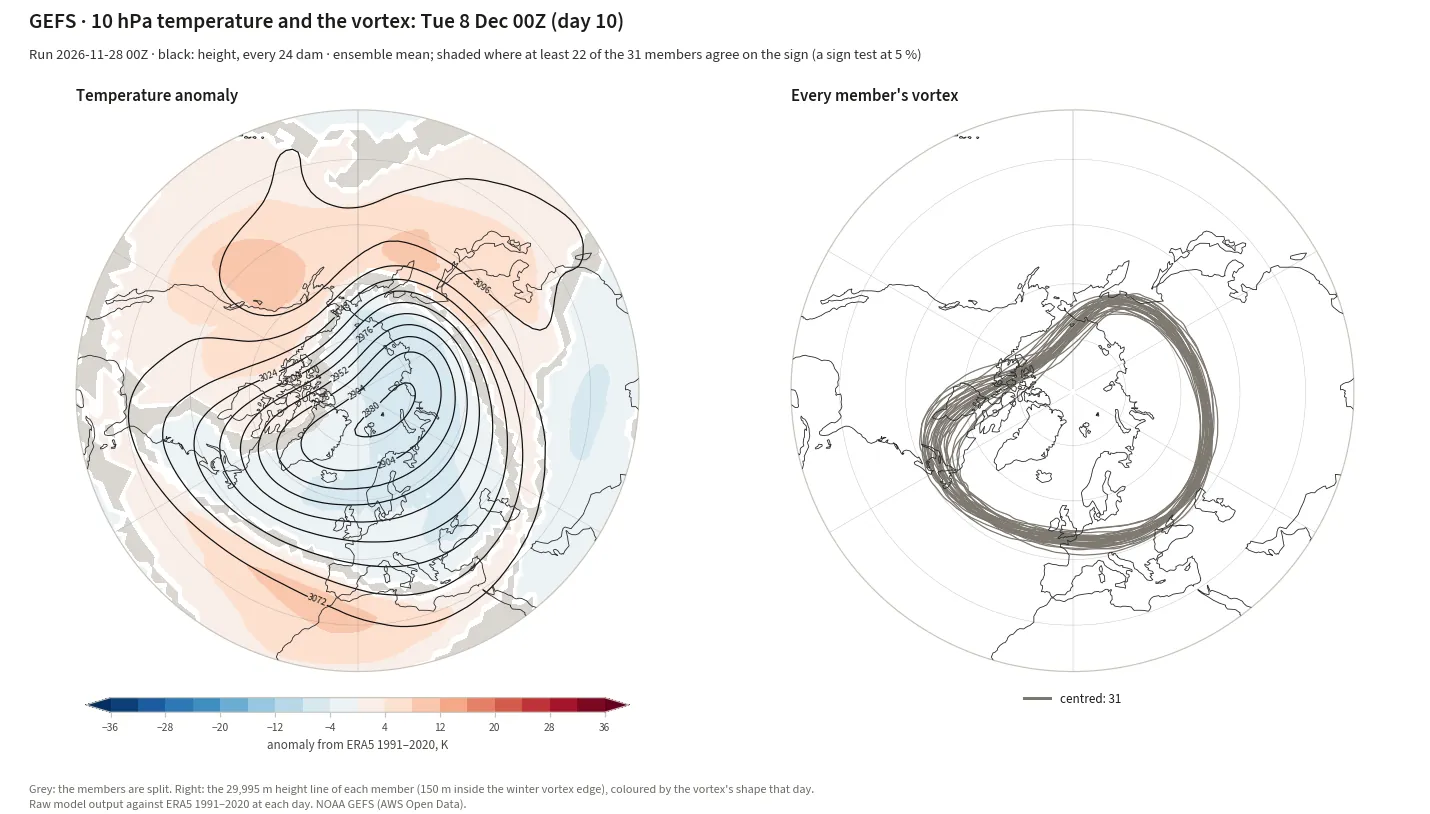 GEFS · 10 hPa temperature and the vortex: Tue 8 Dec 00Z (day 10)
Run 2026-11-28 00Z · black: height, every 24 dam · ensemble mean; shaded where at least 22 of the 31 members agree on the sign (a sign test at 5 %)
Temperature anomaly
Every member's vortex
3096
2976
3024
2952
2904
2880
2904
3072
centred: 31
−36 −28 −20 −12 −4 4 12 20 28 36
anomaly from ERA5 1991–2020, K
Grey: the members are split. Right: the 29,995 m height line of each member (150 m inside the winter vortex edge), coloured by the vortex's shape that day.
Raw model output against ERA5 1991–2020 at each day. NOAA GEFS (AWS Open Data).